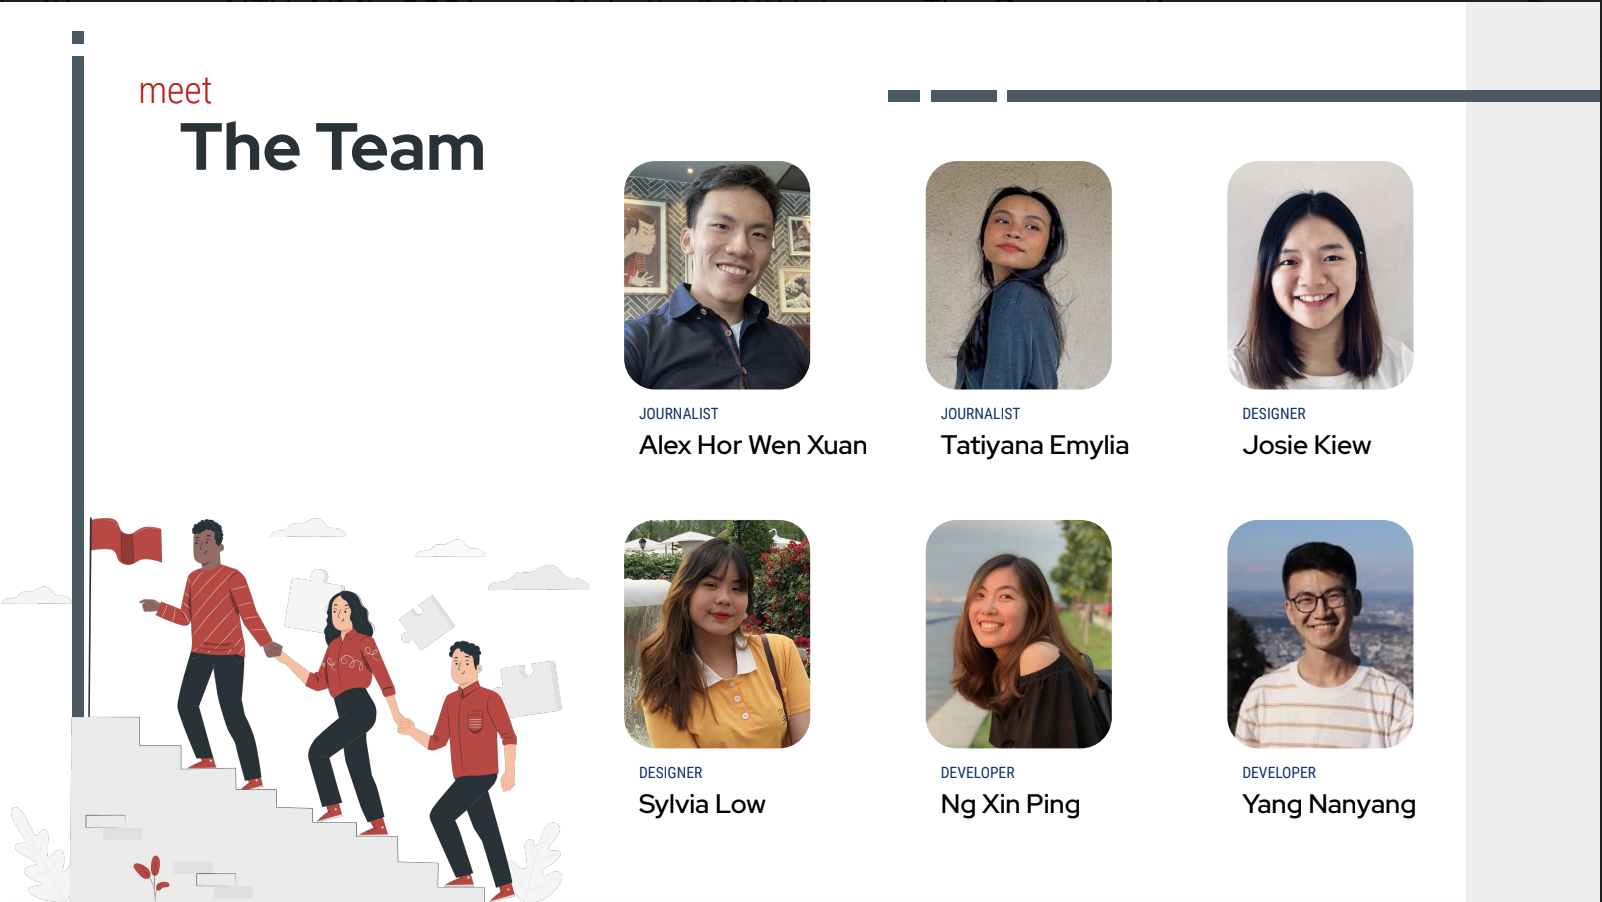 meet
The Team
JOURNALIST
Alex Hor Wen Xuan
JOURNALIST
Tatiyana Emylia
DESIGNER
Josie Kiew
DESIGNER
Sylvia Low
DEVELOPER
Ng Xin Ping
DEVELOPER
Yang Nanyang